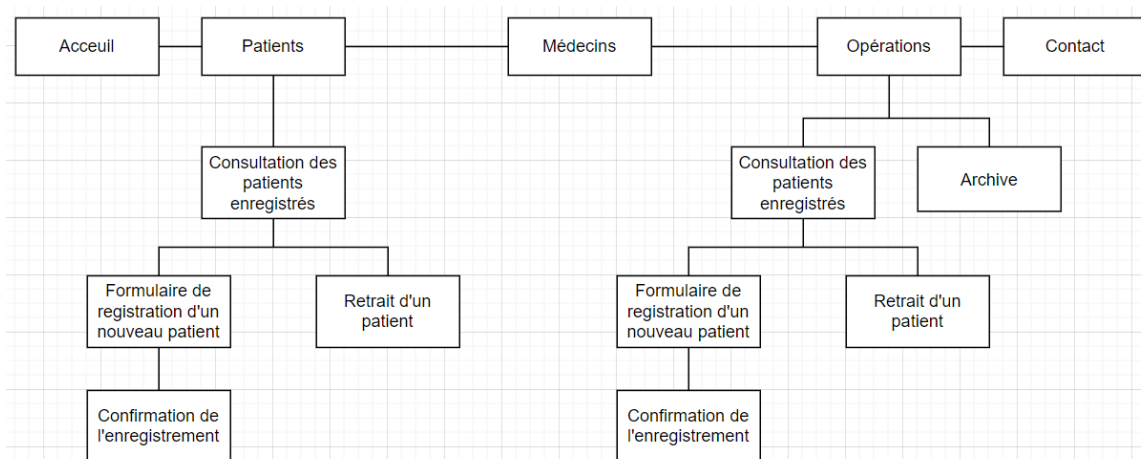 Acceuil
Patients
Médecins
Opérations
Contact
Consultation des
patients
enregistrés
Consultation des
patients
enregistrés
Archive
Formulaire de
registration d'un
nouveau patient
Retrait d'un
patient
Formulaire de
registration d'un
nouveau patient
Retrait d'un
patient
Confirmation de
l'enregistrement
Confirmation de
l'enregistrement